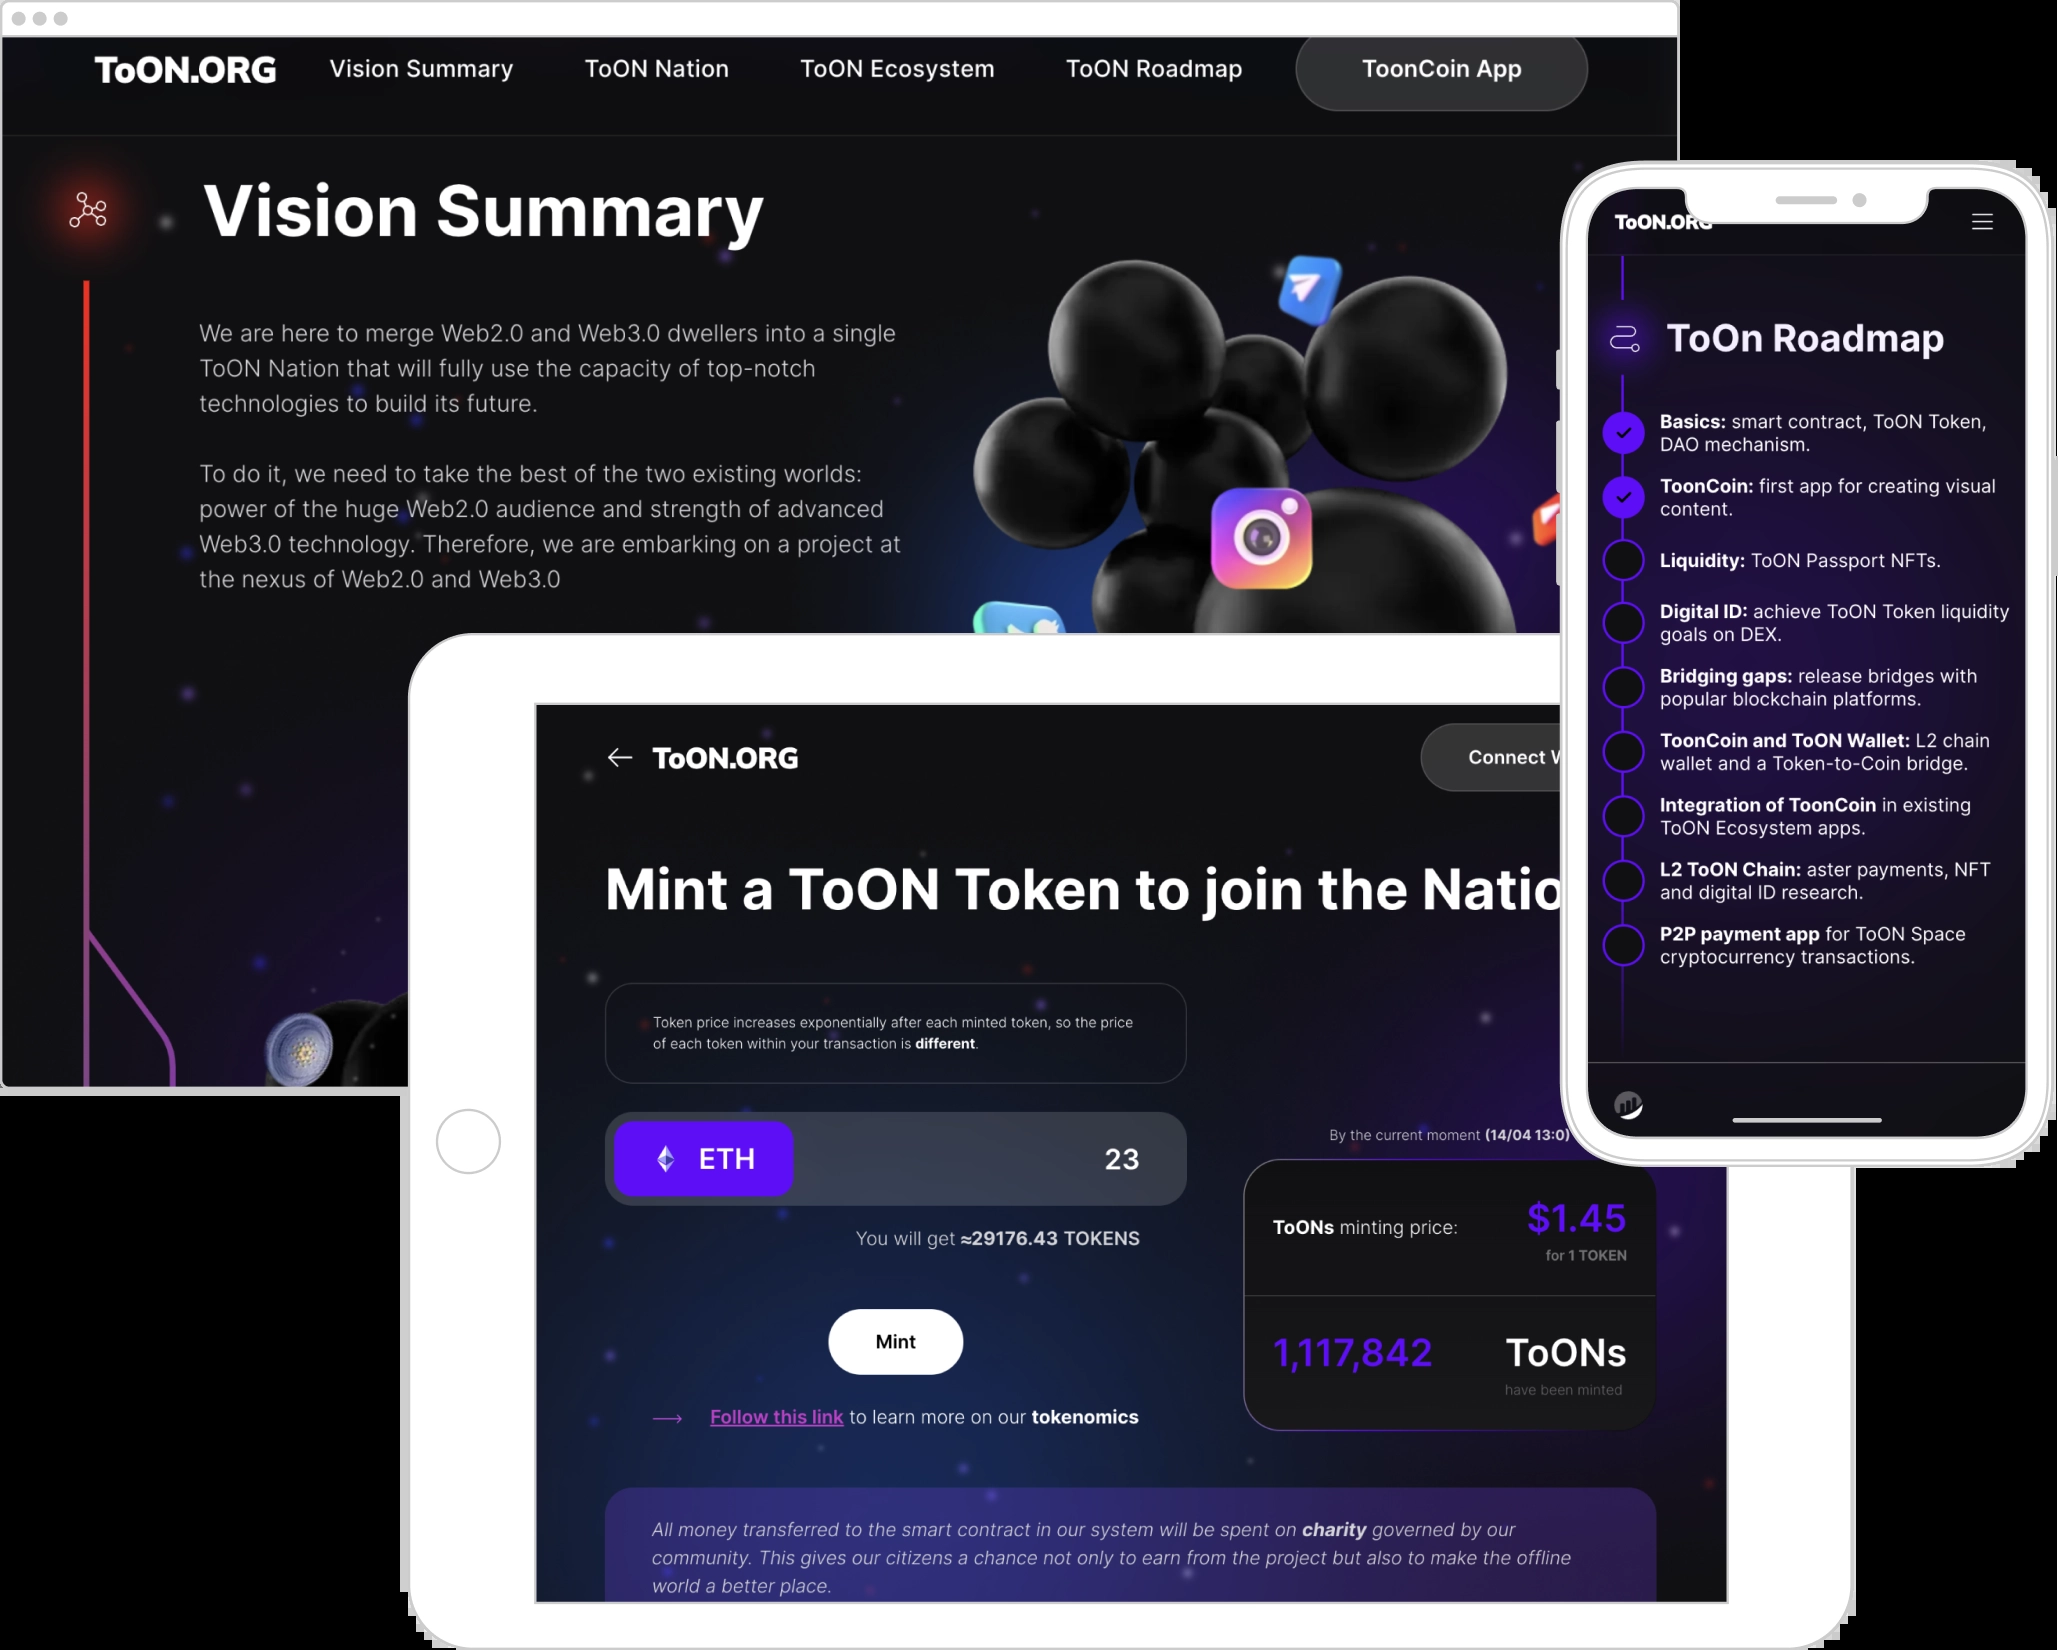 ToON.ORG Vision Summary ToON Nation ToON Ecosystem ToON Roadmap ToonCoin App
Vision Summary
We are here to merge Web2.0 and Web3.0 dwellers into a single
ToON Nation that will fully use the capacity of top-notch
technologies to build its future.
To do it, we need to take the best of the two existing worlds:
power of the huge Web2.0 audience and strength of advanced
Web3.0 technology. Therefore, we are embarking on a project at
the nexus of Web2.0 and Web3.0
ToON.ORG
ToOn Roadmap
Basics: smart contract, ToON Token,
DAO mechanism.
ToonCoin: first app for creating visual
content.
Liquidity: ToON Passport NFTs.
Digital ID: achieve ToON Token liquidity
goals on DEX.
Bridging gaps: release bridges with
popular blockchain platforms.
ToonCoin and ToON Wallet: L2 chain
wallet and a Token-to-Coin bridge.
Integration of ToonCoin in existing
ToON Ecosystem apps.
L2 ToON Chain: aster payments, NFT
and digital ID research.
P2P payment app for ToON Space
cryptocurrency transactions.
ToON.ORG
Connect
Mint a ToON Token to join the Natio
Token price increases exponentially after each minted token, so the price
of each token within your transaction is different.
ETH 23
You will get ≈29176.43 TOKENS
Mint
Follow this link to learn more on our tokenomics
By the current moment (14/04 13:0)
ToONs minting price: $1.45
for 1 TOKEN
1,117,842 ToONs
have been minted
All money transferred to the smart contract in our system will be spent on charity governed by our
community. This gives our citizens a chance not only to earn from the project but also to make the offline
world a better place.